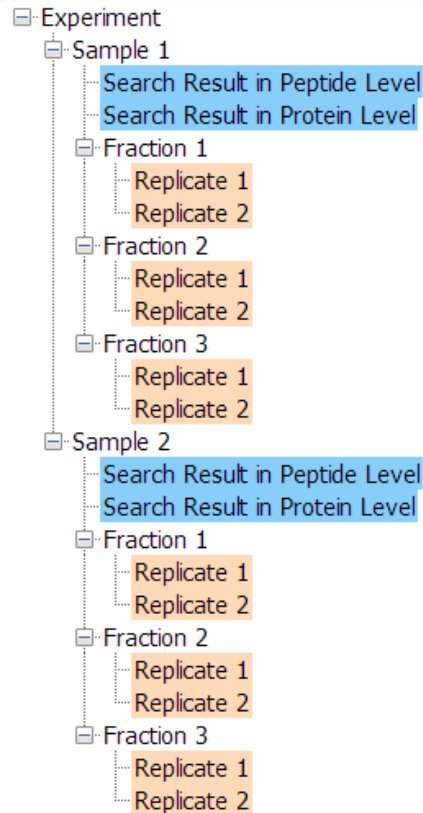 Experiment
Sample 1
Search Result in Peptide Level
Search Result in Protein Level
Fraction 1
Replicate 1
Replicate 2
Fraction 2
Replicate 1
Replicate 2
Fraction 3
Replicate 1
Replicate 2
Sample 2
Search Result in Peptide Level
Search Result in Protein Level
Fraction 1
Replicate 1
Replicate 2
Fraction 2
Replicate 1
Replicate 2
Fraction 3
Replicate 1
Replicate 2